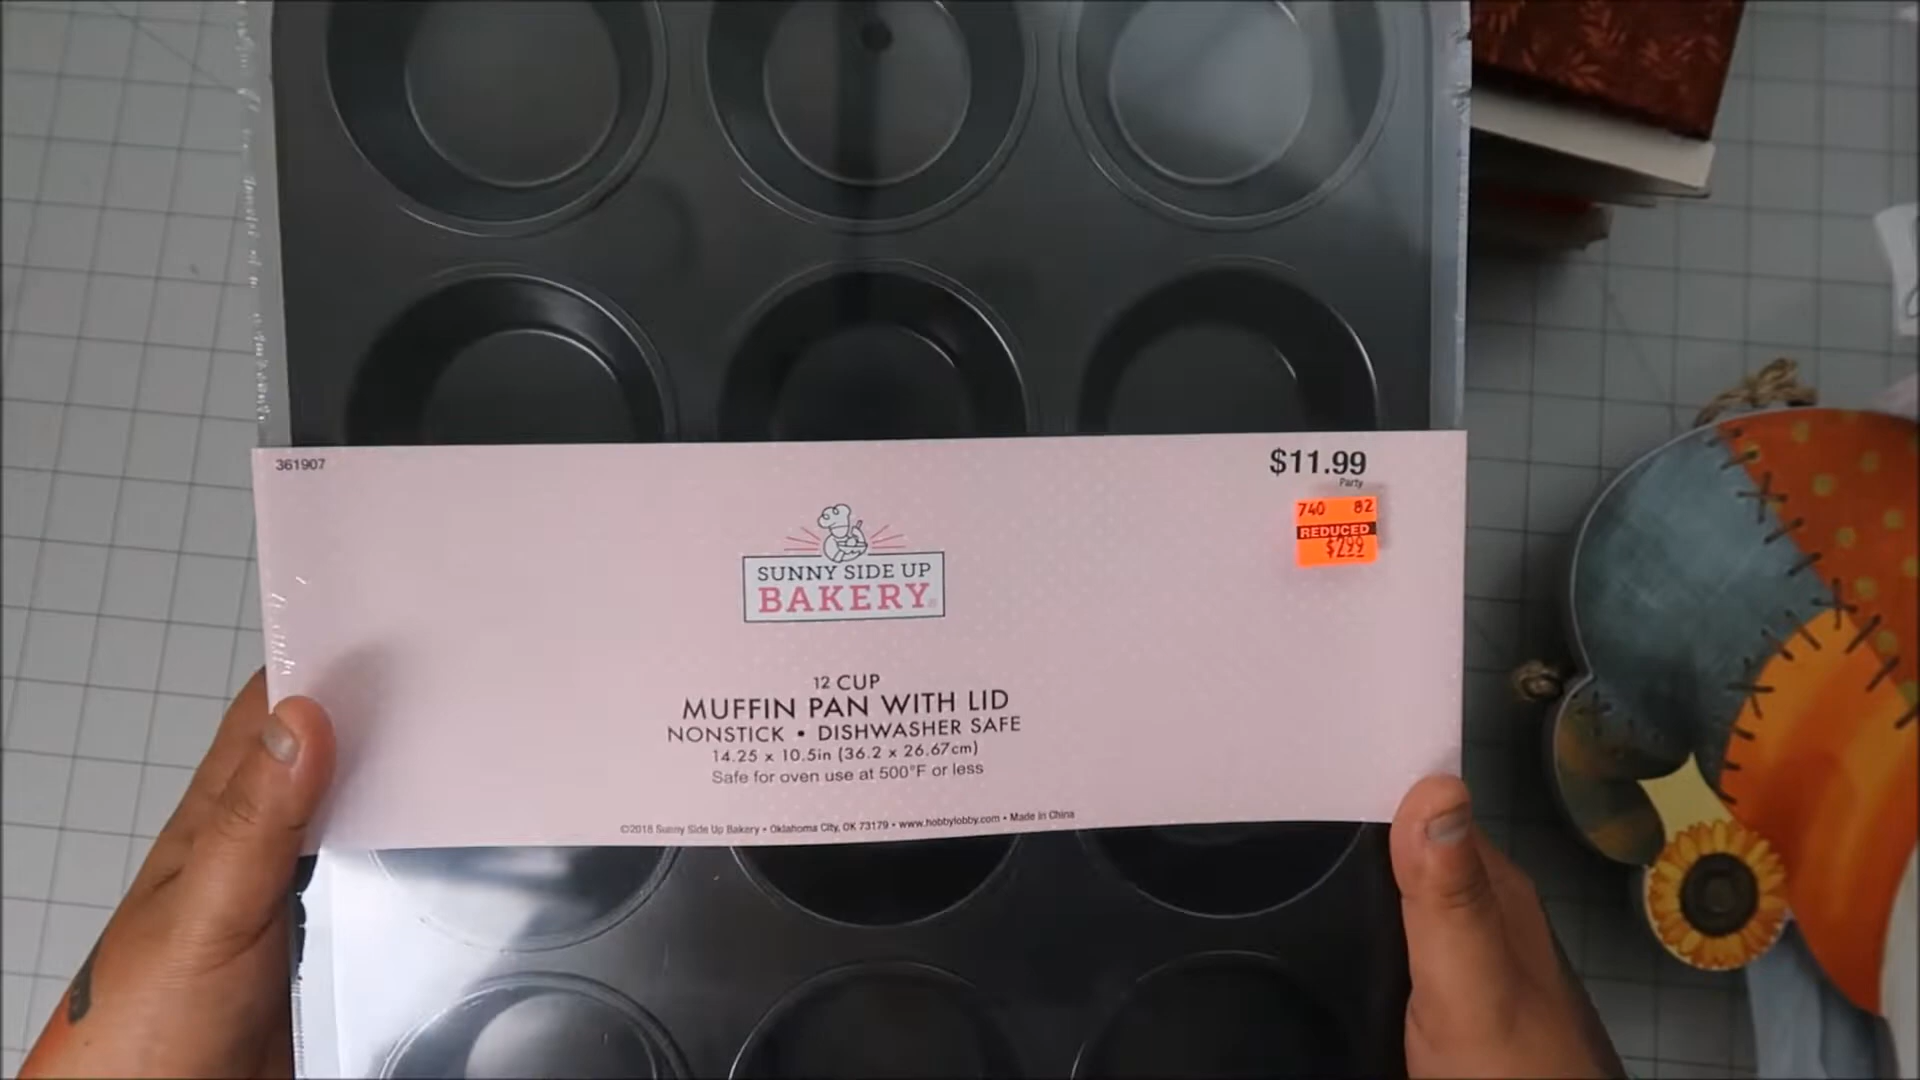 361907
$11.99
Party
740 82
REDUCED
$2.99
SUNNY SIDE UP
BAKERY®
12 CUP
MUFFIN PAN WITH LID
NONSTICK • DISHWASHER SAFE
14.25 x 10.5in (36.2 x 26.67cm)
Safe for oven use at 500°F or less
©2018 Sunny Side Up Bakery • Oklahoma City, OK 73179 • www.hobbylobby.com • Made in China